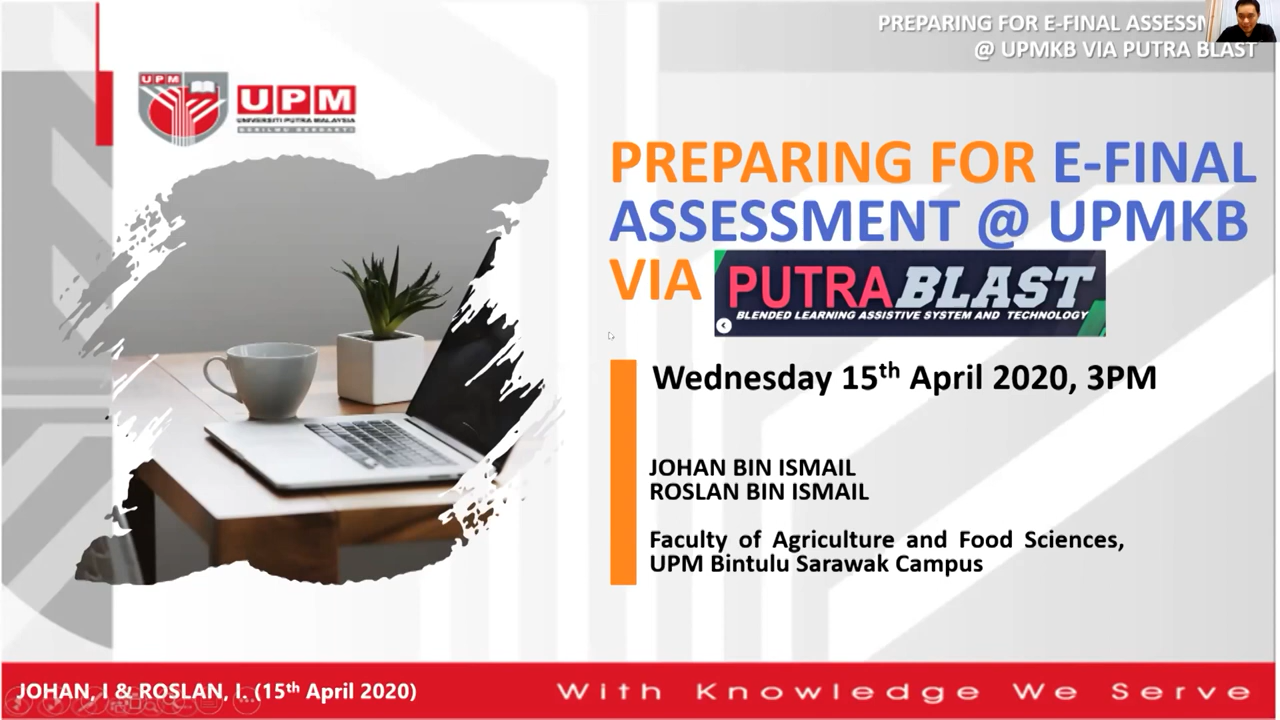 PREPARING FOR E-FINAL ASSESSM
@ UPMKB VIA PUTRA BLAST
UPM
UPM
UNIVERSITI PUTRA MALAYSIA
BERILMU BERBAKTI
PREPARING FOR E-FINAL
ASSESSMENT @ UPMKB
VIA PUTRABLAST
BLENDED LEARNING ASSISTIVE SYSTEM AND TECHNOLOGY
Wednesday 15th April 2020, 3PM
JOHAN BIN ISMAIL
ROSLAN BIN ISMAIL
Faculty of Agriculture and Food Sciences,
UPM Bintulu Sarawak Campus
JOHAN, I & ROSLAN, I. (15th April 2020)
With Knowledge We Serve